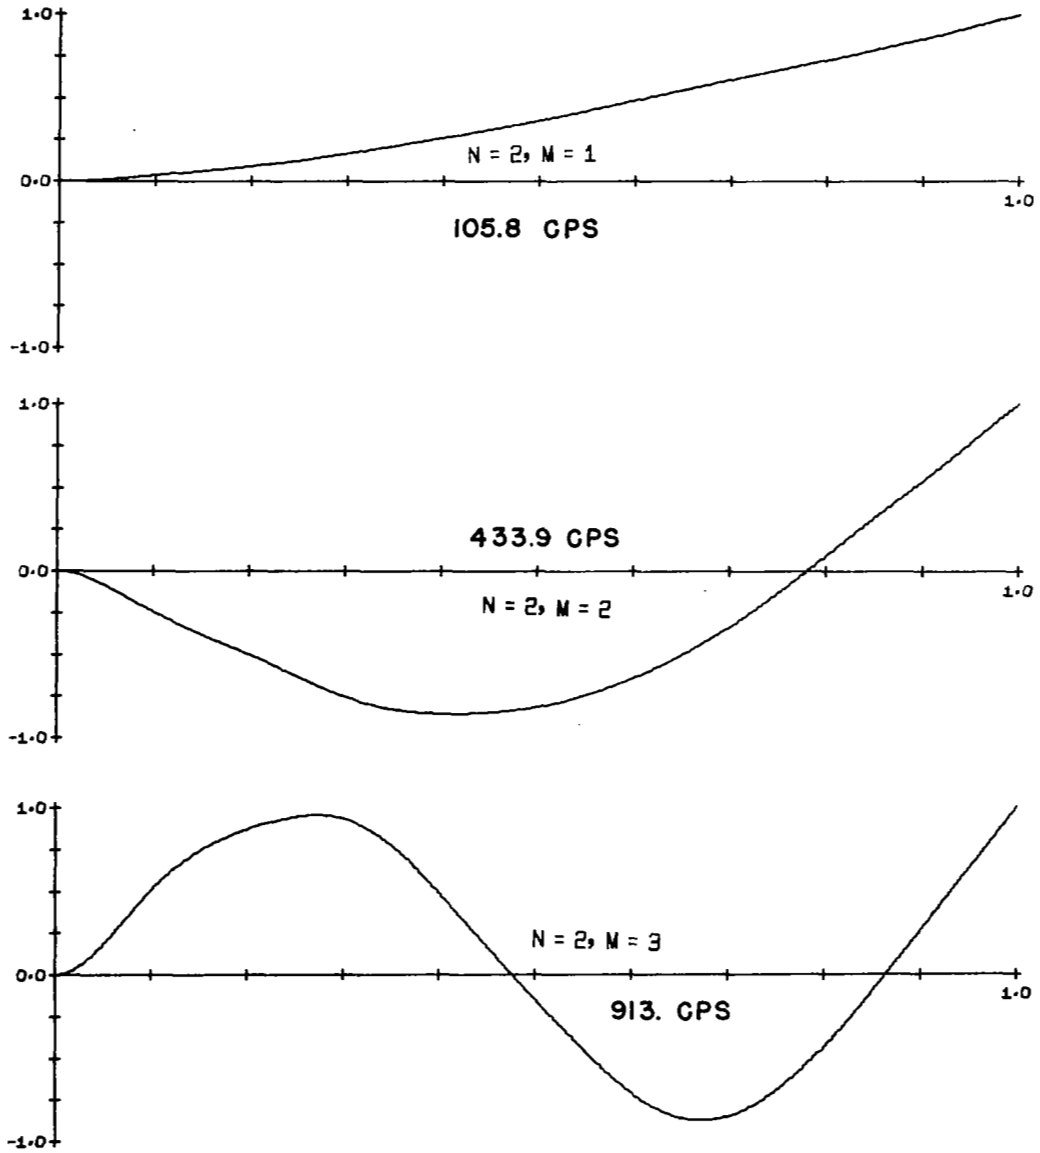 1.0
N = 2, M = 1
0.0
1.0
105.8 CPS
-1.0
1.0
433.9 CPS
0.0
1.0
N = 2, M = 2
-1.0
1.0
N = 2, M = 3
0.0
1.0
913. CPS
-1.0